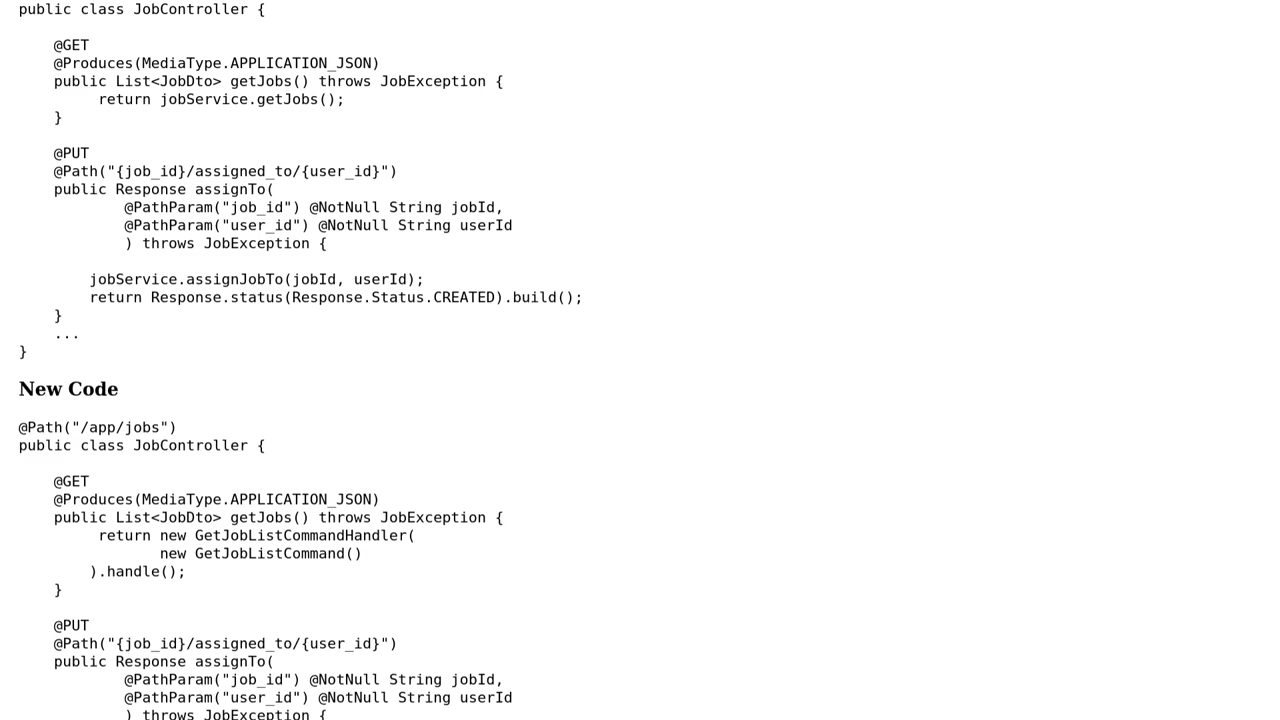 public class JobController {
    @GET
    @Produces(MediaType.APPLICATION_JSON)
    public List<JobDto> getJobs() throws JobException {
         return jobService.getJobs();
    }
    @PUT
    @Path("{job_id}/assigned_to/{user_id}")
    public Response assignTo(
            @PathParam("job_id") @NotNull String jobId,
            @PathParam("user_id") @NotNull String userId
            ) throws JobException {
        jobService.assignJobTo(jobId, userId);
        return Response.status(Response.Status.CREATED).build();
    }
    ...
}
New Code
@Path("/app/jobs")
public class JobController {
    @GET
    @Produces(MediaType.APPLICATION_JSON)
    public List<JobDto> getJobs() throws JobException {
         return new GetJobListCommandHandler(
                new GetJobListCommand()
        ).handle();
    }
    @PUT
    @Path("{job_id}/assigned_to/{user_id}")
    public Response assignTo(
            @PathParam("job_id") @NotNull String jobId,
            @PathParam("user_id") @NotNull String userId
            ) throws JobException {